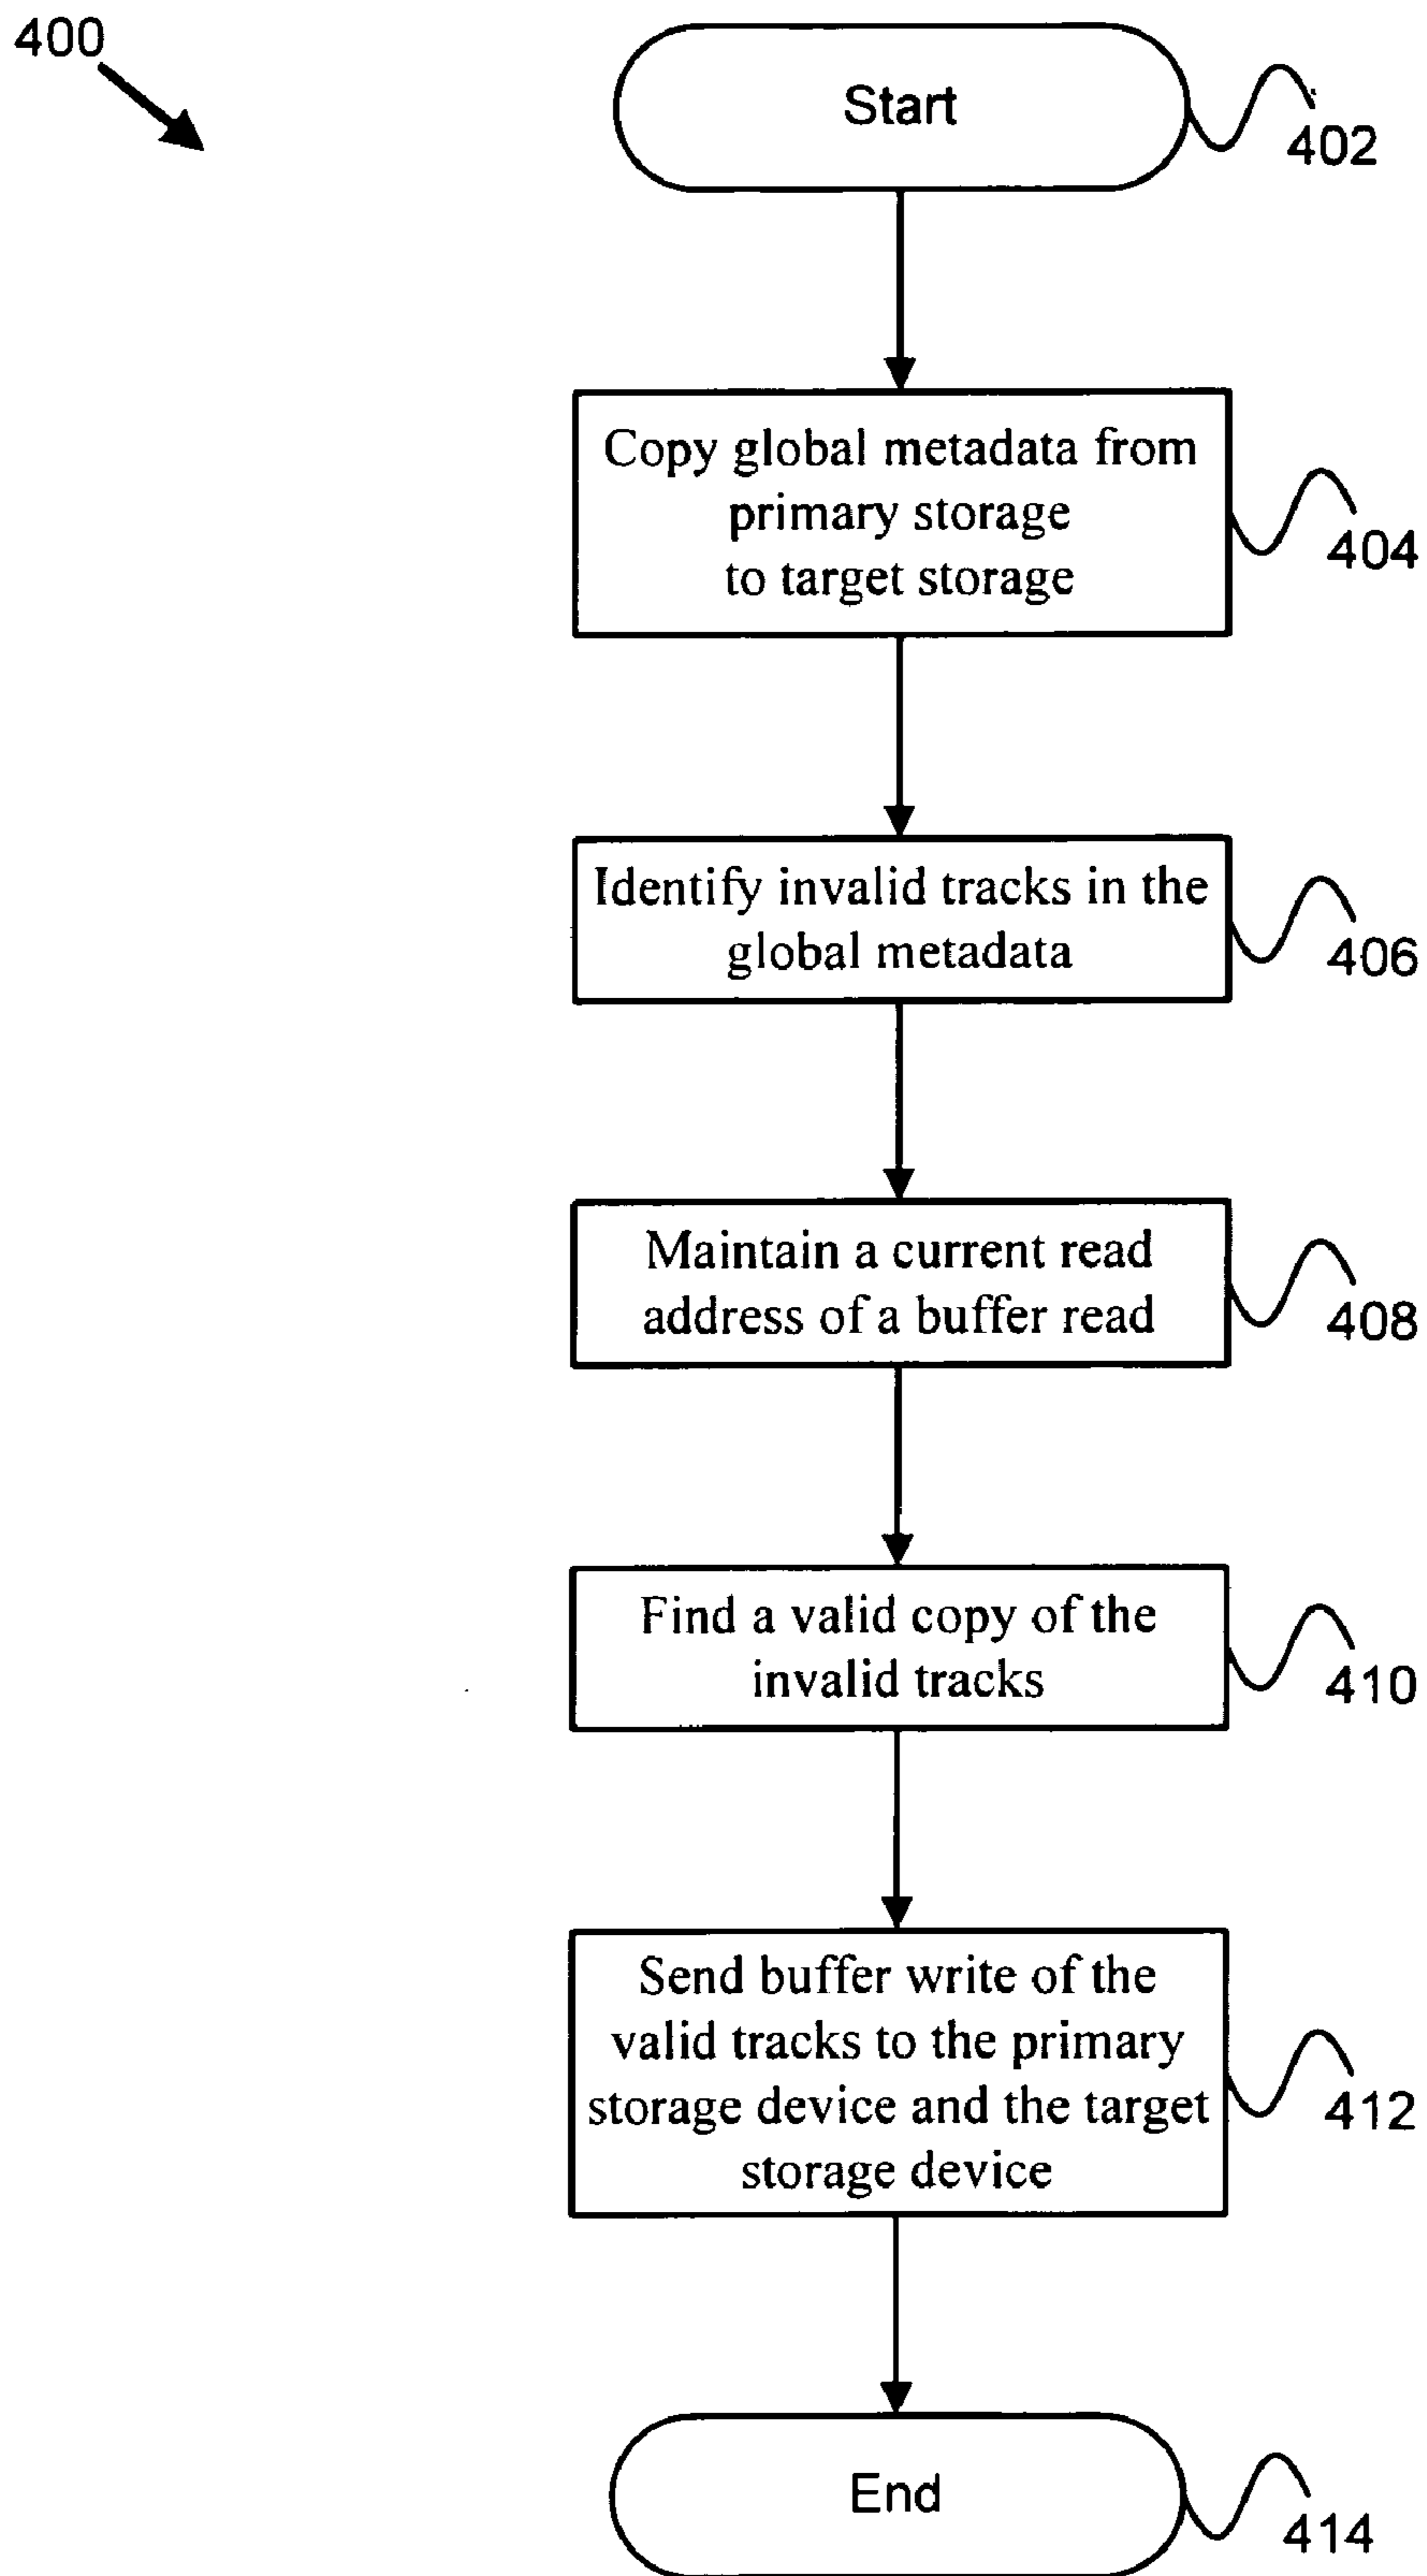 400
Start
402
Copy global metadata from
primary storage
to target storage
404
Identify invalid tracks in the
global metadata
406
Maintain a current read
address of a buffer read
408
Find a valid copy of the
invalid tracks
410
Send buffer write of the
valid tracks to the primary
storage device and the target
storage device
412
End
414